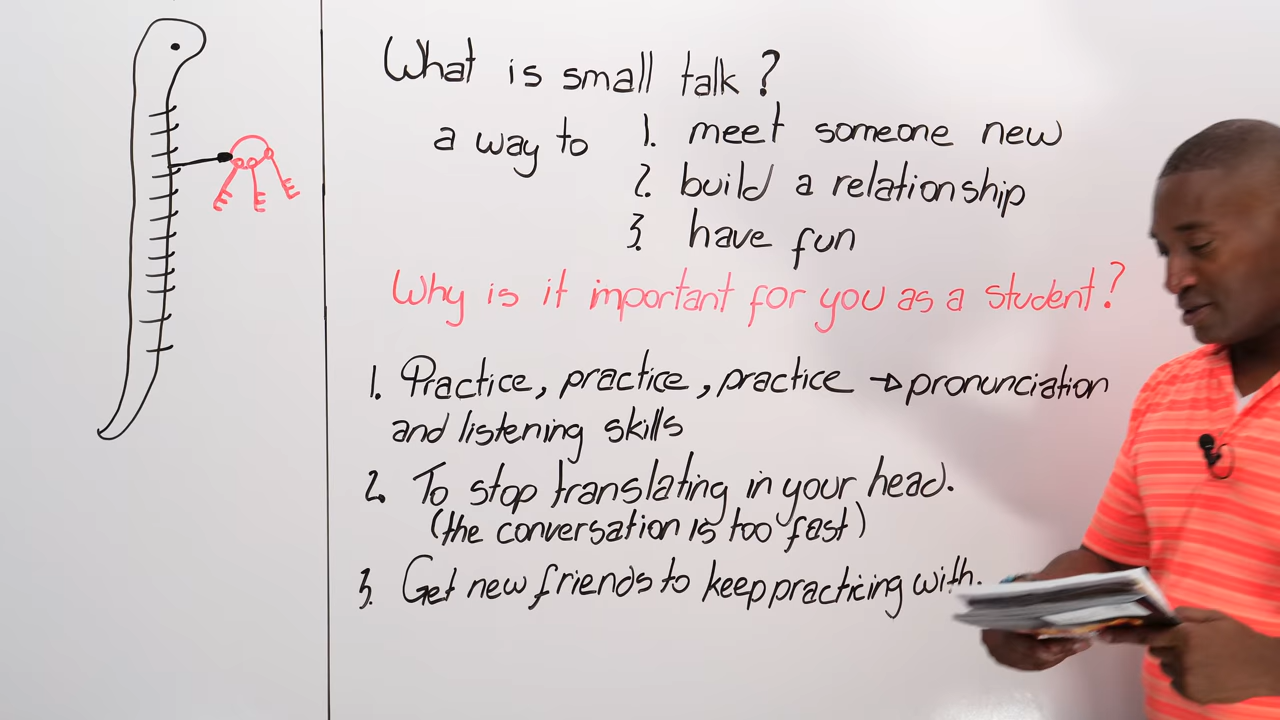 What is small talk?
a way to 1. meet someone new
2. build a relationship
3. have fun
Why is it important for you as a student?
1. Practice, practice, practice → pronunciation
and listening skills
2. To stop translating in your head.
(the conversation is too fast)
3. Get new friends to keep practicing with.